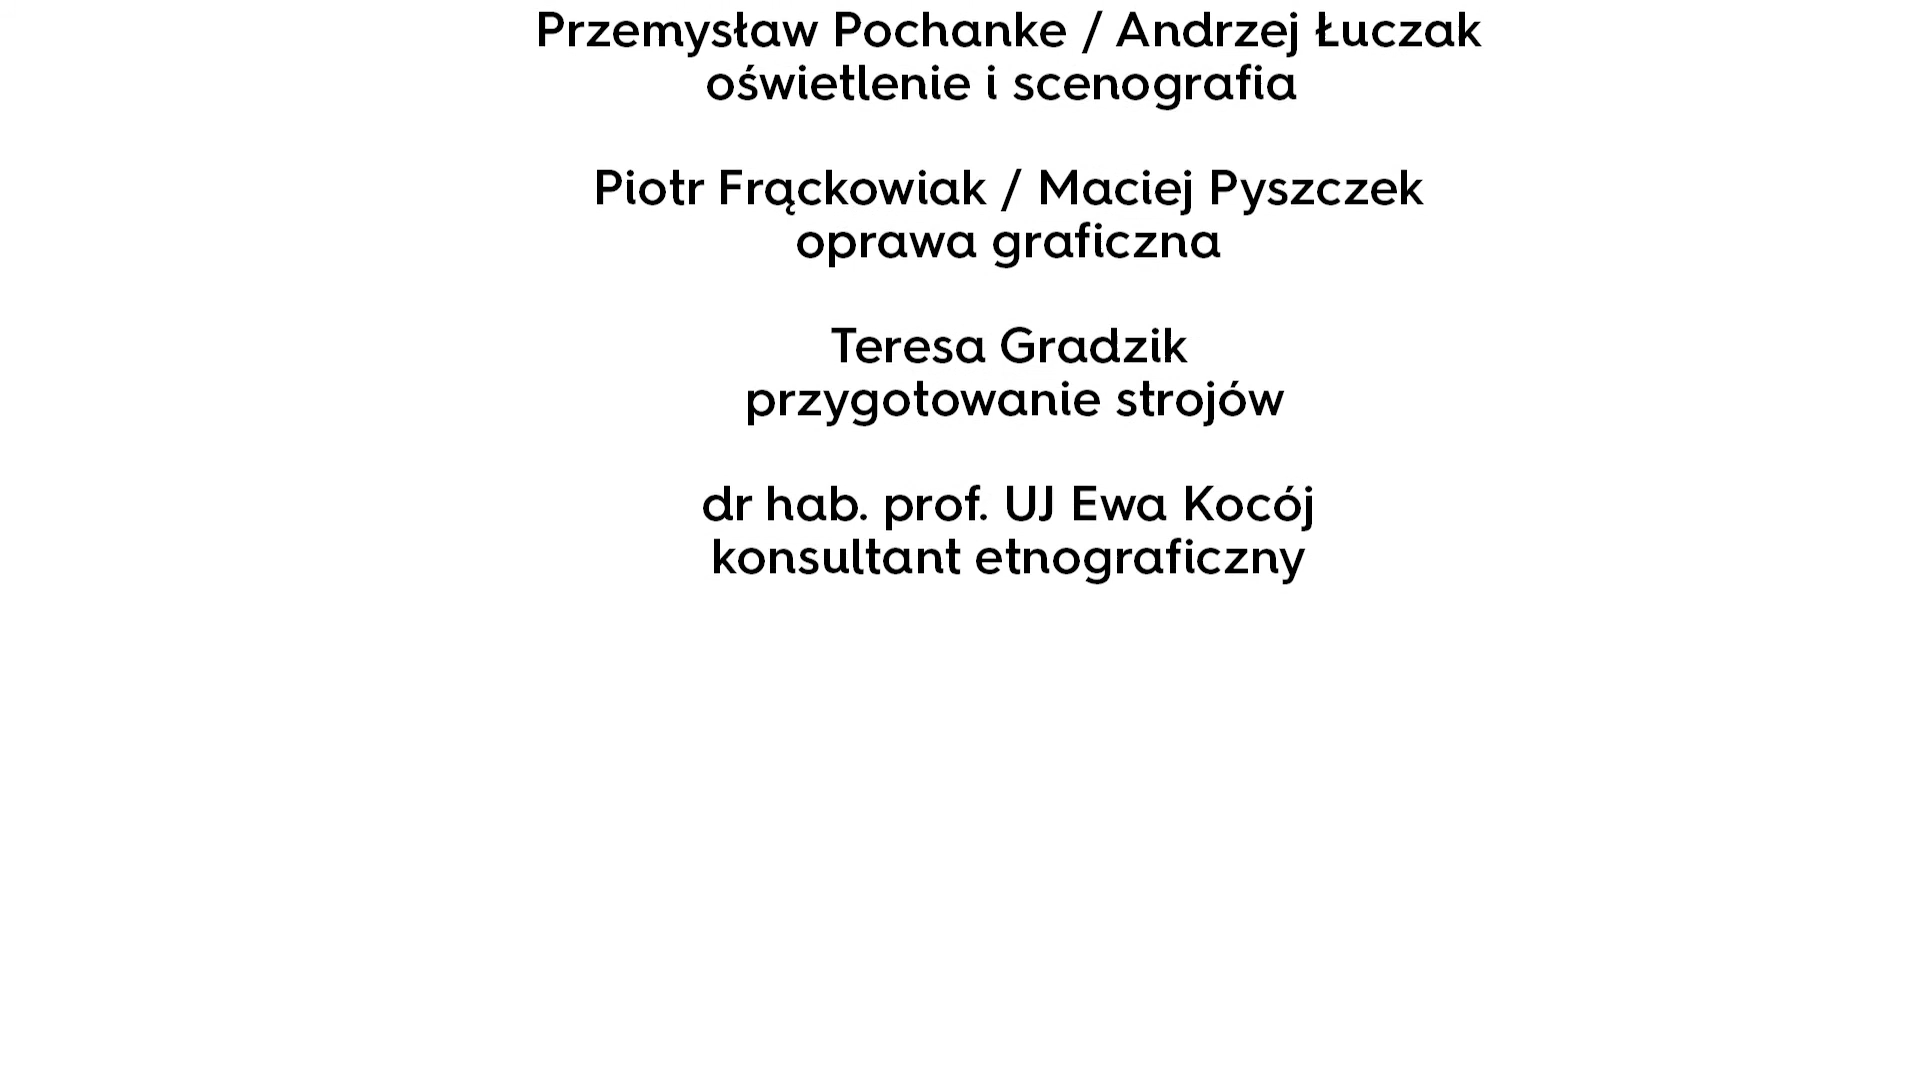 Przemysław Pochanke / Andrzej Łuczak
oświetlenie i scenografia
Piotr Frąckowiak / Maciej Pyszczek
oprawa graficzna
Teresa Gradzik
przygotowanie strojów
dr hab. prof. UJ Ewa Kocój
konsultant etnograficzny